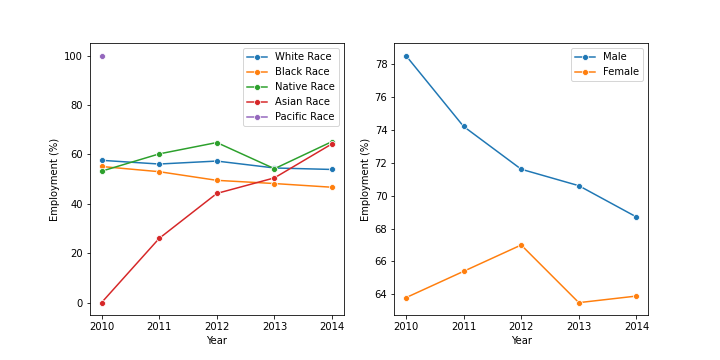 100
80
60
40
20
0
Employment (%)
2010 2011 2012 2013 2014
Year
White Race
Black Race
Native Race
Asian Race
Pacific Race
78
76
74
72
70
68
66
64
Employment (%)
2010 2011 2012 2013 2014
Year
Male
Female